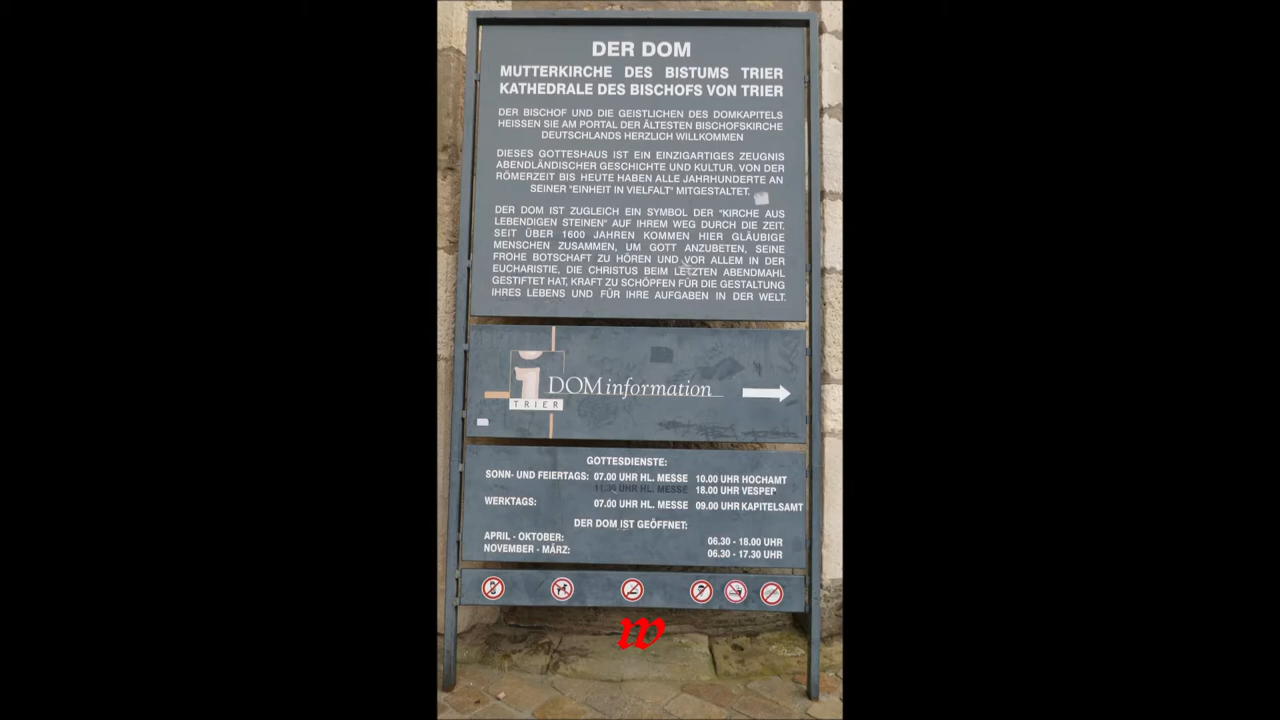 DER DOM
MUTTERKIRCHE DES BISTUMS TRIER
KATHEDRALE DES BISCHOFS VON TRIER
DER BISCHOF UND DIE GEISTLICHEN DES DOMKAPITELS
HEISSEN SIE AM PORTAL DER ÄLTESTEN BISCHOFSKIRCHE
DEUTSCHLANDS HERZLICH WILLKOMMEN
DIESES GOTTESHAUS IST EIN EINZIGARTIGES ZEUGNIS
ABENDLÄNDISCHER GESCHICHTE UND KULTUR. VON DER
RÖMERZEIT BIS HEUTE HABEN ALLE JAHRHUNDERTE AN
SEINER "EINHEIT IN VIELFALT" MITGESTALTET.
DER DOM IST ZUGLEICH EIN SYMBOL DER "KIRCHE AUS
LEBENDIGEN STEINEN" AUF IHREM WEG DURCH DIE ZEIT.
SEIT ÜBER 1600 JAHREN KOMMEN HIER GLÄUBIGE
MENSCHEN ZUSAMMEN, UM GOTT ANZUBETEN, SEINE
FROHE BOTSCHAFT ZU HÖREN UND VOR ALLEM IN DER
EUCHARISTIE, DIE CHRISTUS BEIM LETZTEN ABENDMAHL
GESTIFTET HAT, KRAFT ZU SCHÖPFEN FÜR DIE GESTALTUNG
IHRES LEBENS UND FÜR IHRE AUFGABEN IN DER WELT.
i DOM information
TRIER
GOTTESDIENSTE:
SONN- UND FEIERTAGS: 07.00 UHR HL. MESSE 10.00 UHR HOCHAMT
11.30 UHR HL. MESSE 18.00 UHR VESPER
WERKTAGS: 07.00 UHR HL. MESSE 09.00 UHR KAPITELSAMT
DER DOM IST GEÖFFNET:
APRIL - OKTOBER: 06.30 - 18.00 UHR
NOVEMBER - MÄRZ: 06.30 - 17.30 UHR
w